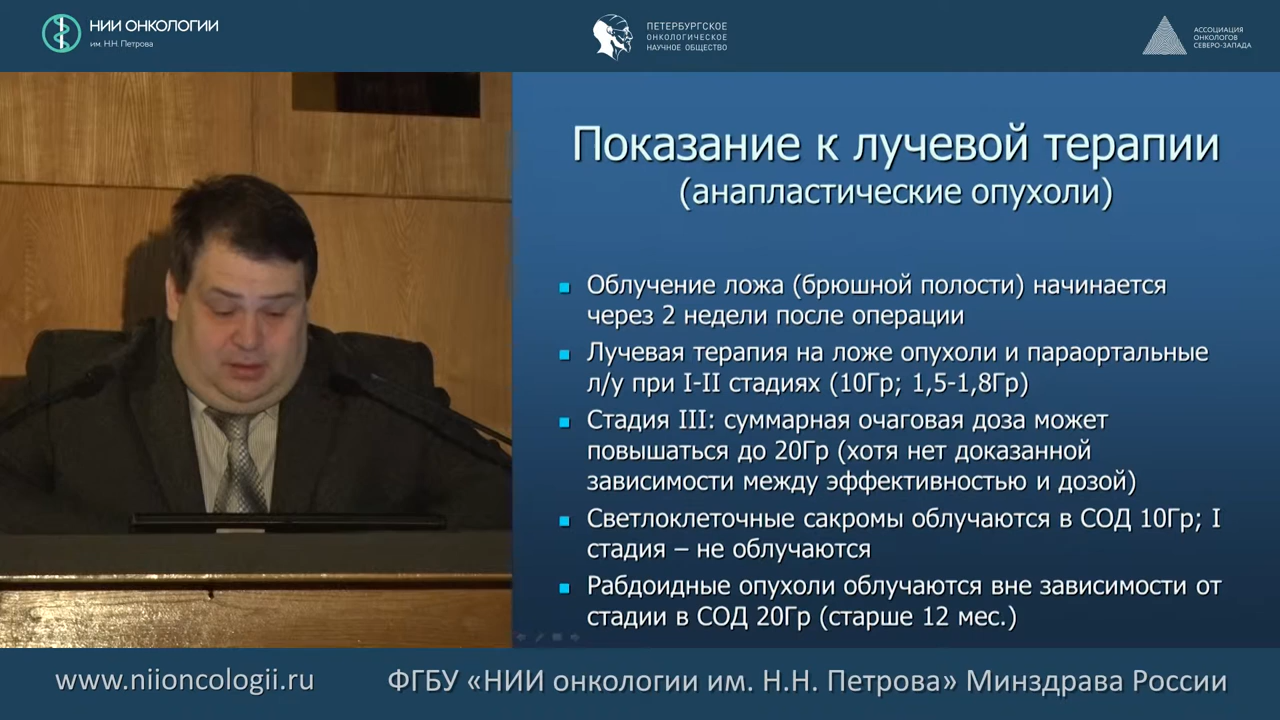 НИИ ОНКОЛОГИИ
им. Н.Н. Петрова
ПЕТЕРБУРГСКОЕ
ОНКОЛОГИЧЕСКОЕ
НАУЧНОЕ ОБЩЕСТВО
АССОЦИАЦИЯ
ОНКОЛОГОВ
СЕВЕРО-ЗАПАДА
Показание к лучевой терапии
(анапластические опухоли)
Облучение ложа (брюшной полости) начинается
через 2 недели после операции
Лучевая терапия на ложе опухоли и параортальные
л/у при I-II стадиях (10Гр; 1,5-1,8Гр)
Стадия III: суммарная очаговая доза может
повышаться до 20Гр (хотя нет доказанной
зависимости между эффективностью и дозой)
Светлоклеточные сакромы облучаются в СОД 10Гр; I
стадия – не облучаются
Рабдоидные опухоли облучаются вне зависимости от
стадии в СОД 20Гр (старше 12 мес.)
www.niioncologii.ru
ФГБУ «НИИ онкологии им. Н.Н. Петрова» Минздрава России